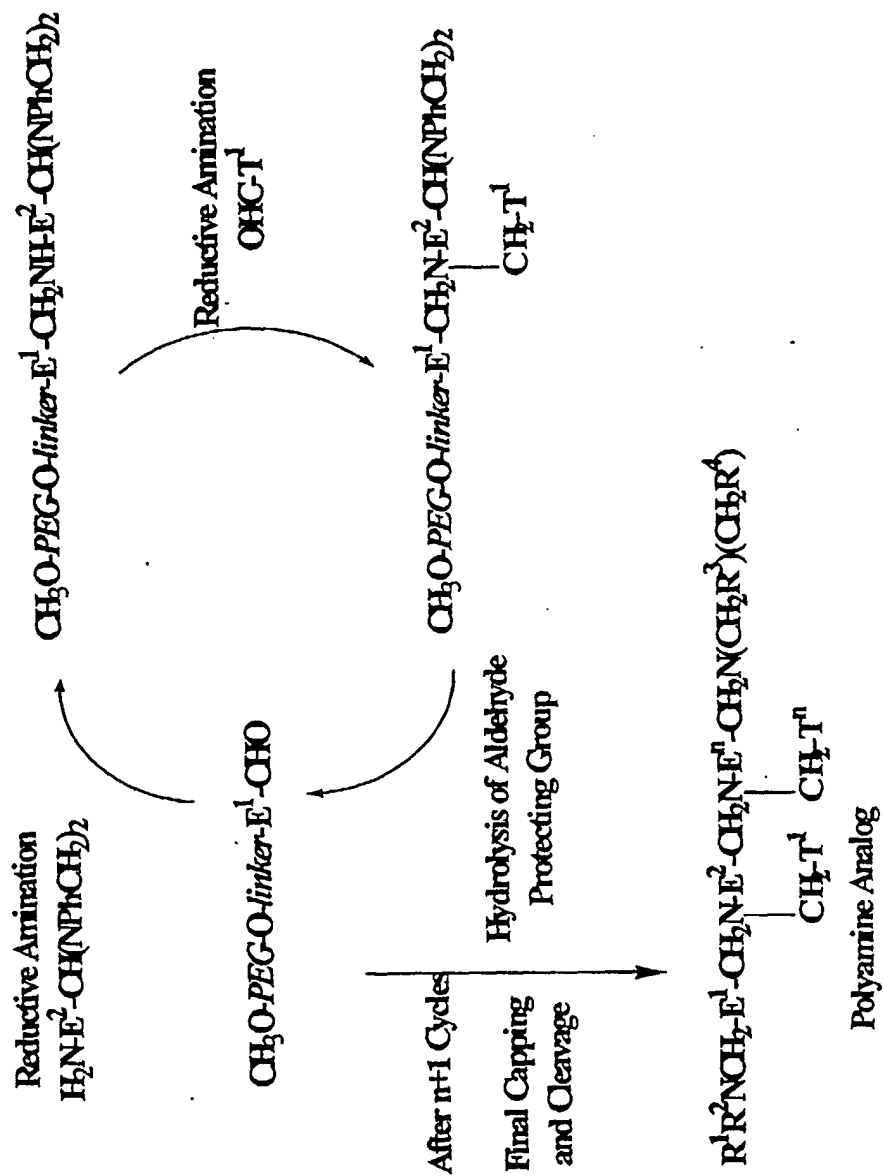 Reductive Amination
H₂N-E²-CH(NPhCH₂)₂
CH₃O-PEG-O-linker-E¹-CH₂NH-E²-CH(NPhCH₂)₂
Reductive Amination
OHC-T¹
CH₃O-PEG-O-linker-E¹-CHO
CH₃O-PEG-O-linker-E¹-CH₂N-E²-CH(NPhCH₂)₂
CH₂-T¹
Hydrolysis of Aldehyde
Protecting Group
After n+1 Cycles
Final Capping
and Cleavage
R¹R²NCH₂-E¹-CH₂N-E²-CH₂N-Eⁿ-CH₂N(CH₂R³)(CH₂R⁴)
CH₂-T¹ CH₂-Tⁿ
Polyamine Analog